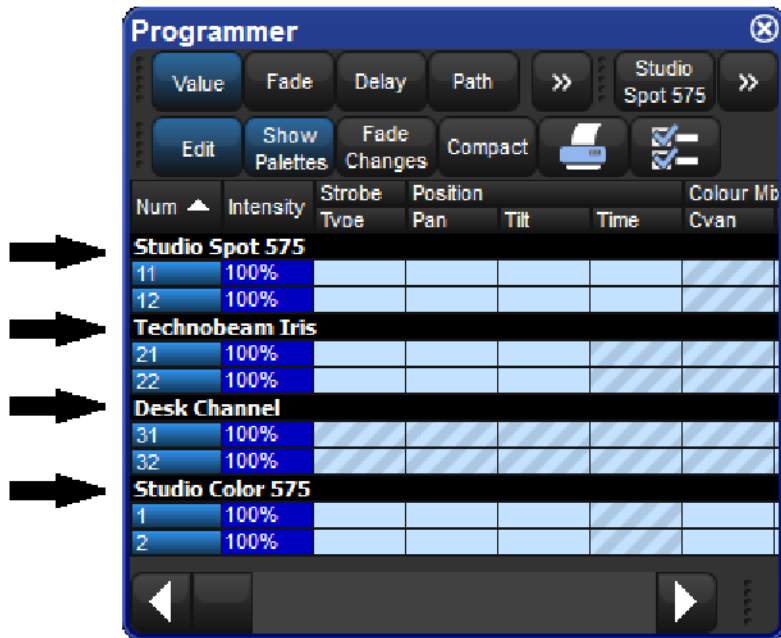 Programmer
Value Fade Delay Path » Studio Spot 575 »
Edit Show Palettes Fade Changes Compact
Num Intensity Strobe Position Colour Mix
Type Pan Tilt Time Cyan
Studio Spot 575
11 100%
12 100%
Technobeam Iris
21 100%
22 100%
Desk Channel
31 100%
32 100%
Studio Color 575
1 100%
2 100%